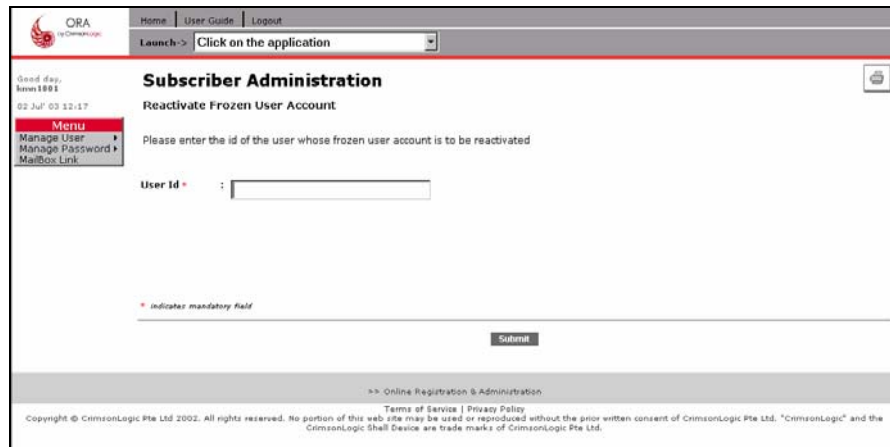 ORA
by CrimsonLogic
Home | User Guide | Logout
Launch-> Click on the application
Good day,
kmn1001
02 Jul' 03 12:17
Menu
Manage User
Manage Password
MailBox Link
Subscriber Administration
Reactivate Frozen User Account
Please enter the id of the user whose frozen user account is to be reactivated
User Id * :
* indicates mandatory field
Submit
>> Online Registration & Administration
Terms of Service | Privacy Policy
Copyright © CrimsonLogic Pte Ltd 2002. All rights reserved. No portion of this web site may be used or reproduced without the prior written consent of CrimsonLogic Pte Ltd. "CrimsonLogic" and the
CrimsonLogic Shell Device are trade marks of CrimsonLogic Pte Ltd.